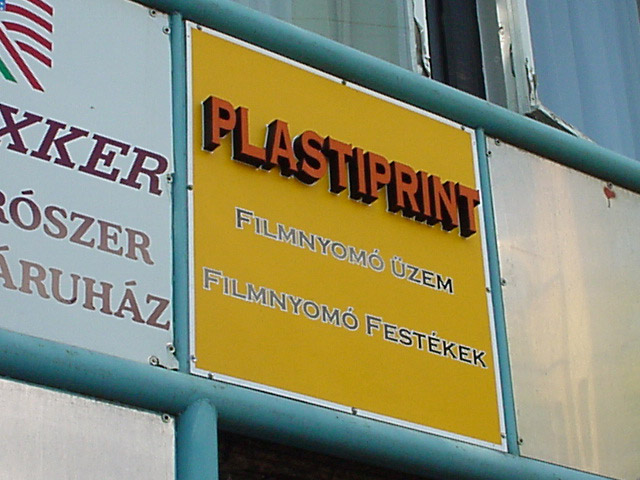 XKER
RÓSZER
ÁRUHÁZ
PLASTIPRINT
FILMNYOMÓ ÜZEM
FILMNYOMÓ FESTÉKEK